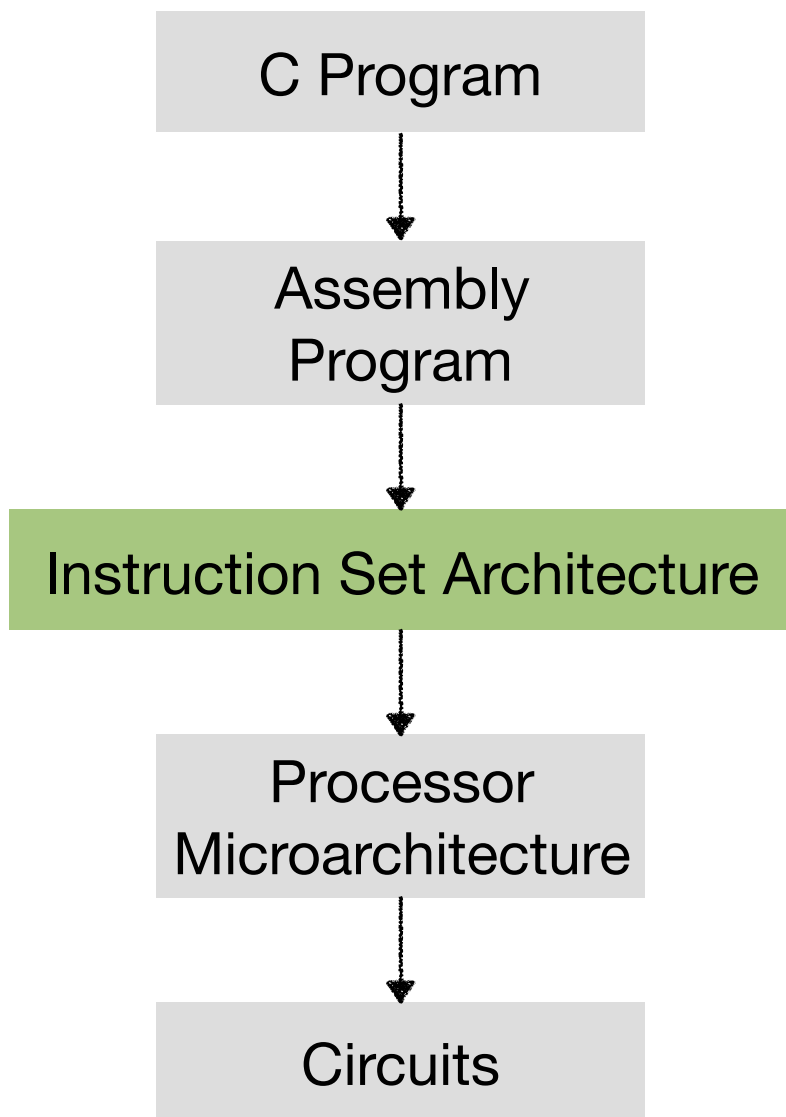 C Program
Assembly
Program
Instruction Set Architecture
Processor
Microarchitecture
Circuits